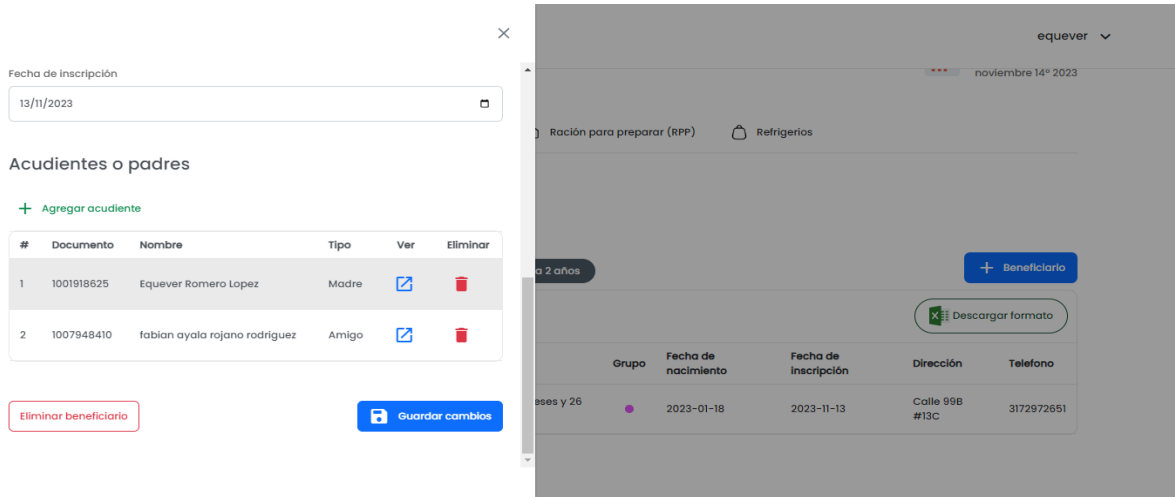 Fecha de inscripción
13/11/2023
Acudientes o padres
+ Agregar acudiente
# Documento Nombre Tipo Ver Eliminar
1 1001918625 Equever Romero Lopez Madre
2 1007948410 fabian ayala rojano rodriguez Amigo
Eliminar beneficiario Guardar cambios
equever
noviembre 14º 2023
Ración para preparar (RPP) Refrigerios
a 2 años + Beneficiario
Descargar formato
Grupo Fecha de nacimiento Fecha de inscripción Dirección Telefono
eses y 26 2023-01-18 2023-11-13 Calle 99B #13C 3172972651